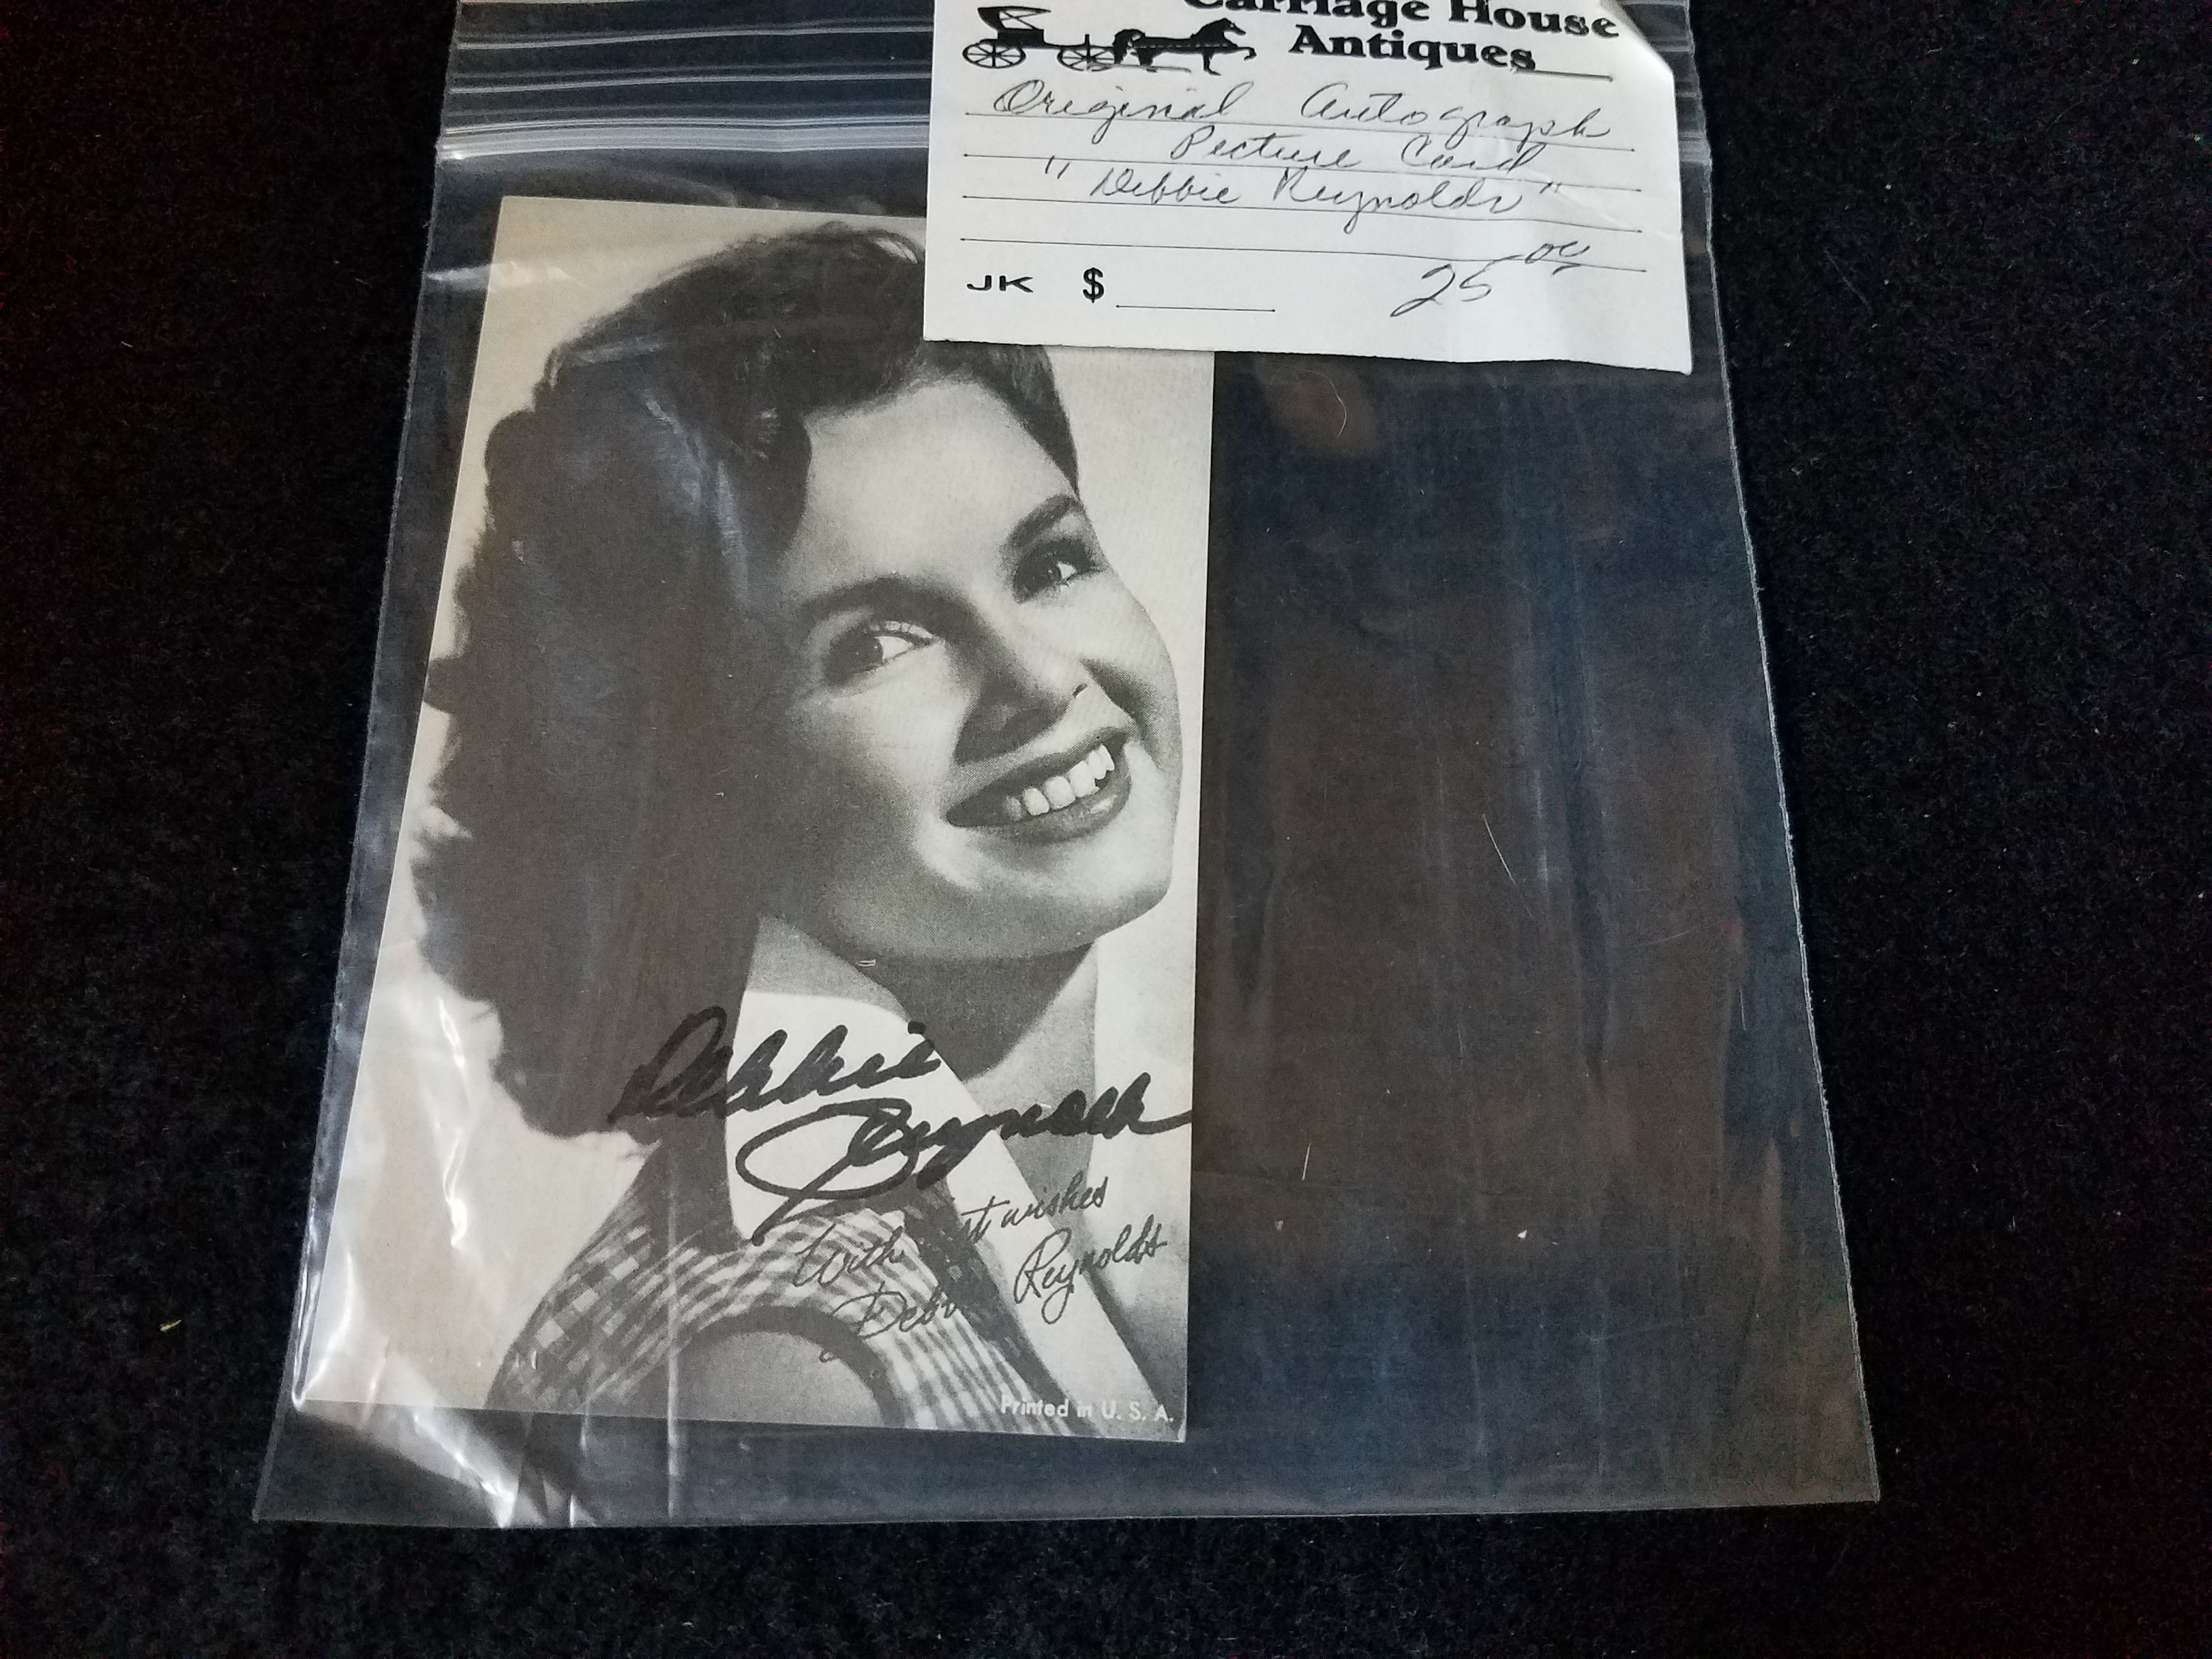 Carriage House
Antiques
Original Autograph
Picture Card
"Debbie Reynolds"
JK $ 25 00
Debbie
Reynolds
With best wishes
Debbie Reynolds
Printed in U. S. A.